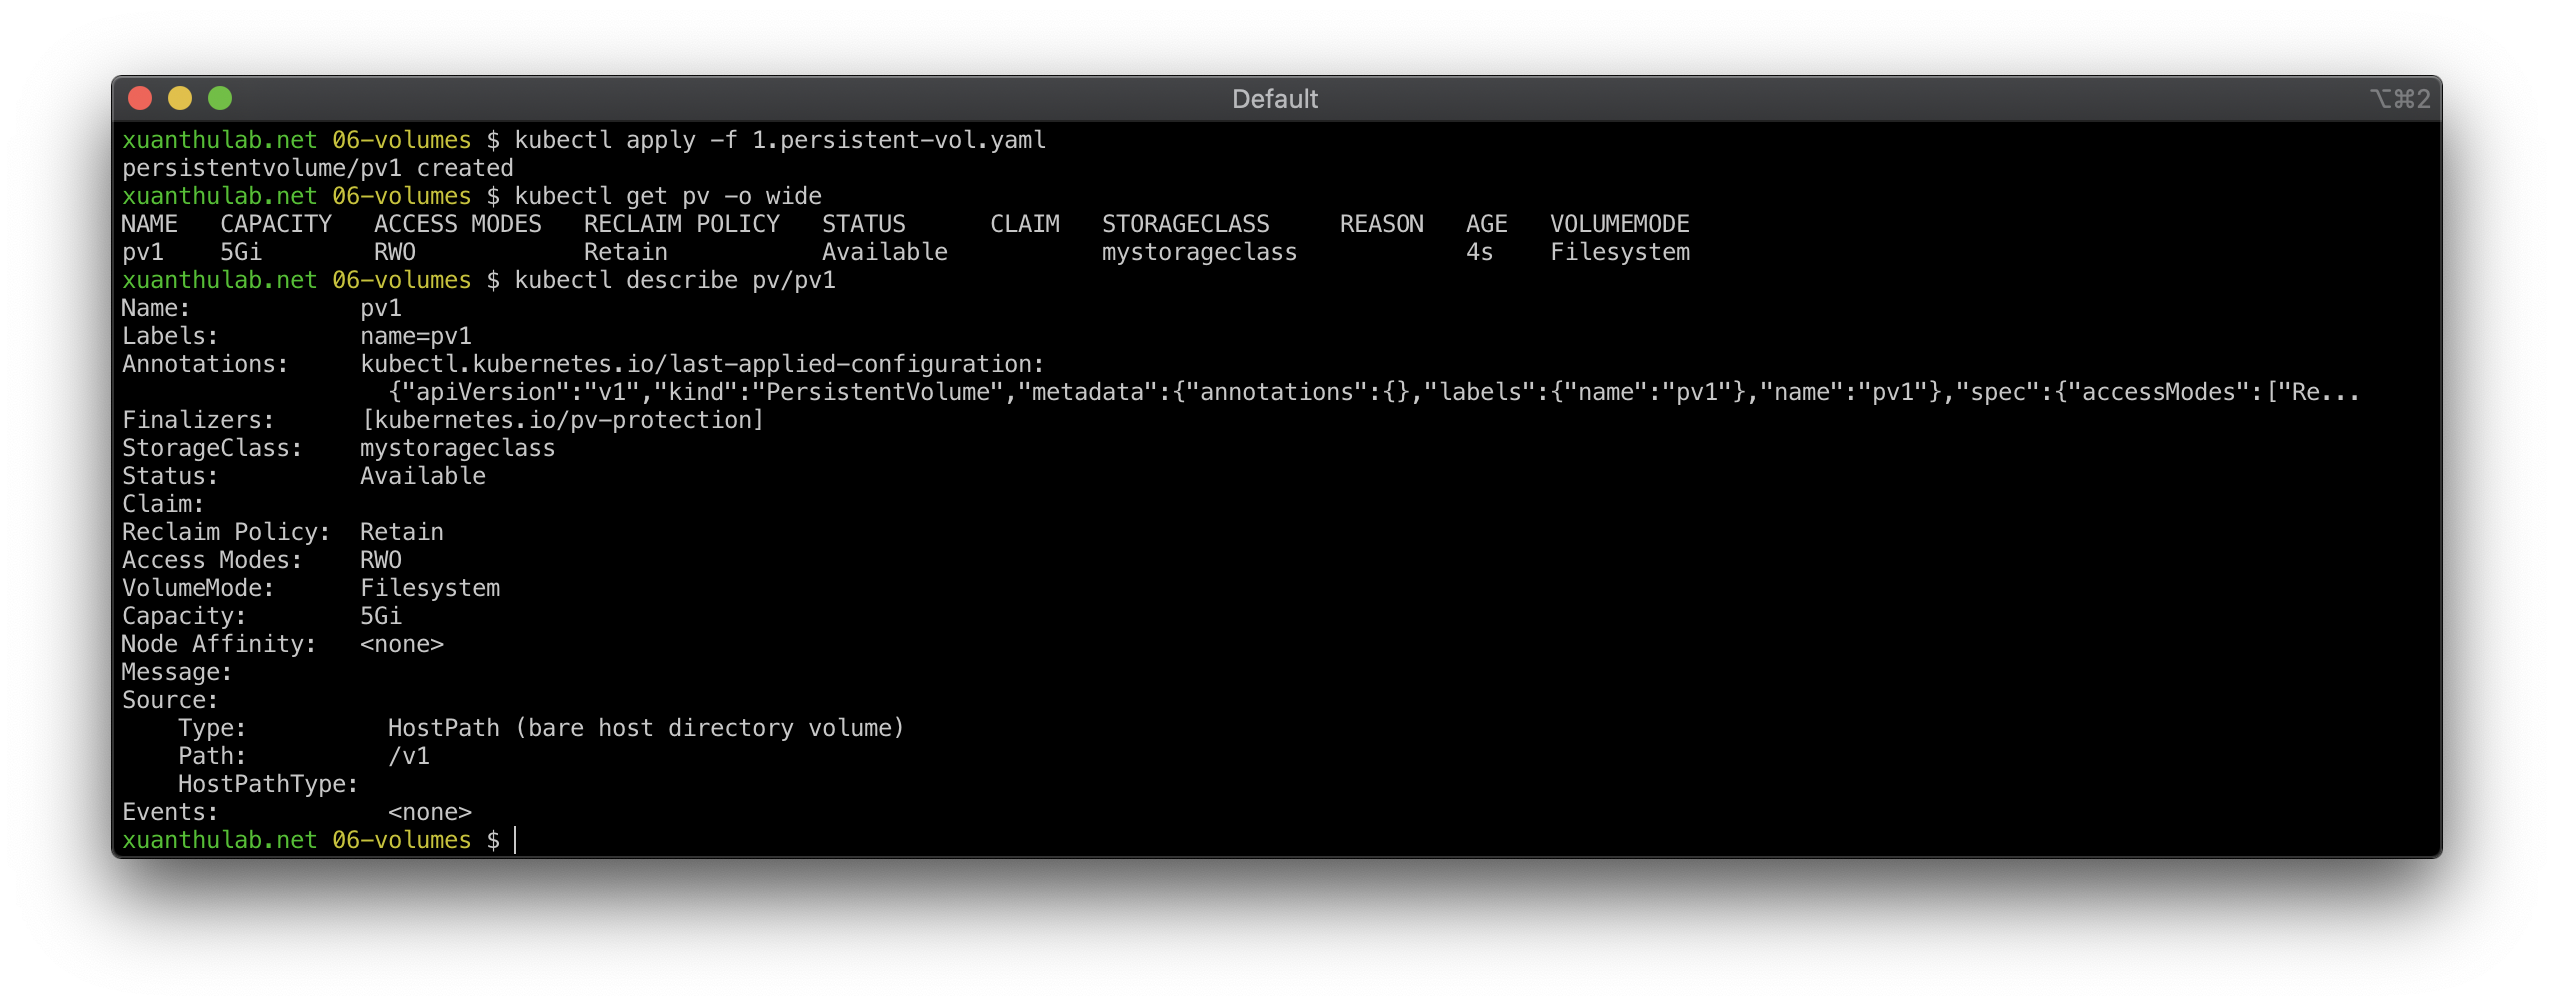 Default
⌥⌘2
xuanthulab.net 06-volumes $ kubectl apply -f 1.persistent-vol.yaml
persistentvolume/pv1 created
xuanthulab.net 06-volumes $ kubectl get pv -o wide
NAME   CAPACITY   ACCESS MODES   RECLAIM POLICY   STATUS      CLAIM   STORAGECLASS     REASON   AGE   VOLUMEMODE
pv1    5Gi        RWO            Retain           Available           mystorageclass            4s    Filesystem
xuanthulab.net 06-volumes $ kubectl describe pv/pv1
Name:            pv1
Labels:          name=pv1
Annotations:     kubectl.kubernetes.io/last-applied-configuration:
                   {"apiVersion":"v1","kind":"PersistentVolume","metadata":{"annotations":{},"labels":{"name":"pv1"},"name":"pv1"},"spec":{"accessModes":["Re...
Finalizers:      [kubernetes.io/pv-protection]
StorageClass:    mystorageclass
Status:          Available
Claim:
Reclaim Policy:  Retain
Access Modes:    RWO
VolumeMode:      Filesystem
Capacity:        5Gi
Node Affinity:   <none>
Message:
Source:
    Type:          HostPath (bare host directory volume)
    Path:          /v1
    HostPathType:
Events:            <none>
xuanthulab.net 06-volumes $